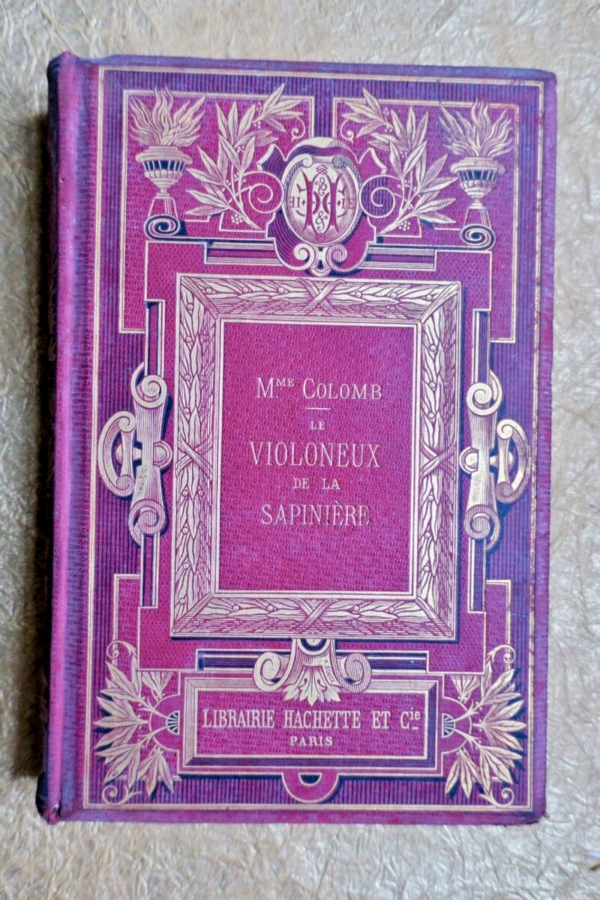 H
MME COLOMB
LE
VIOLONEUX
DE LA
SAPINIÈRE
LIBRAIRIE HACHETTE ET Cie
PARIS